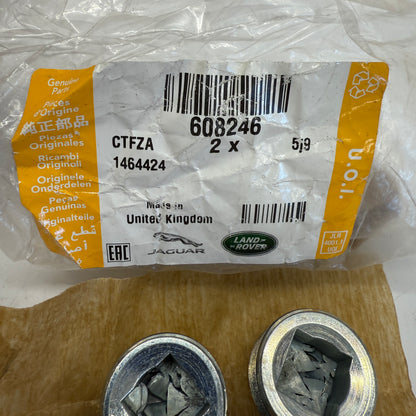 Genuine
Parts
Pièces
d'origine
純正部品
Piezas
Originales
Ricambi
Originali
Originele
Onderdelen
Peças
Genuínas
Originalteile
608246
2 x
CTFZA
5j9
1464424
Made in
United Kingdom
EAC
JAGUAR
LAND-
ROVER
u.o.i.
JLR